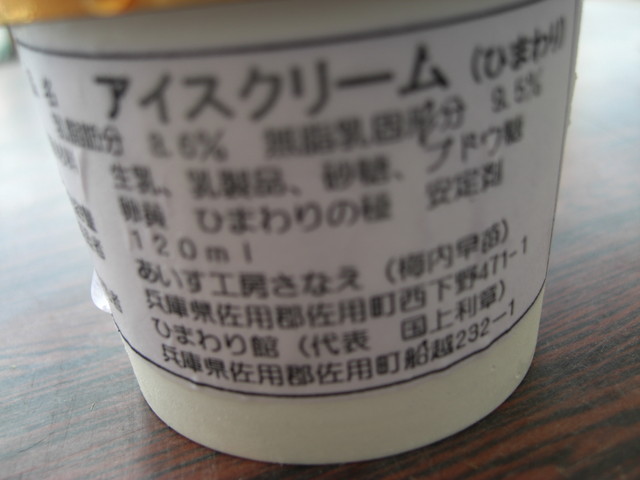 名 アイスクリーム (ひまわり)
乳脂肪分 8.6% 無脂乳固形分 9.5%
生乳、乳製品、砂糖、ブドウ糖
卵黄 ひまわりの種 安定剤
120ml
あいす工房さなえ (梅内早苗)
兵庫県佐用郡佐用町西下野471-1
ひまわり館 (代表 国上利章)
兵庫県佐用郡佐用町船越232-1